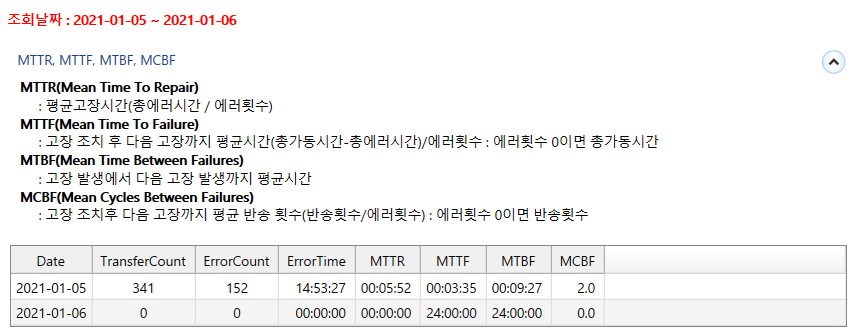 조회날짜 : 2021-01-05 ~ 2021-01-06
MTTR, MTTF, MTBF, MCBF
MTTR(Mean Time To Repair)
: 평균고장시간(총에러시간 / 에러횟수)
MTTF(Mean Time To Failure)
: 고장 조치 후 다음 고장까지 평균시간(총가동시간-총에러시간)/에러횟수 : 에러횟수 0이면 총가동시간
MTBF(Mean Time Between Failures)
: 고장 발생에서 다음 고장 발생까지 평균시간
MCBF(Mean Cycles Between Failures)
: 고장 조치후 다음 고장까지 평균 반송 횟수(반송횟수/에러횟수) : 에러횟수 0이면 반송횟수
Date TransferCount ErrorCount ErrorTime MTTR MTTF MTBF MCBF
2021-01-05 341 152 14:53:27 00:05:52 00:03:35 00:09:27 2.0
2021-01-06 0 0 00:00:00 00:00:00 24:00:00 24:00:00 0.0